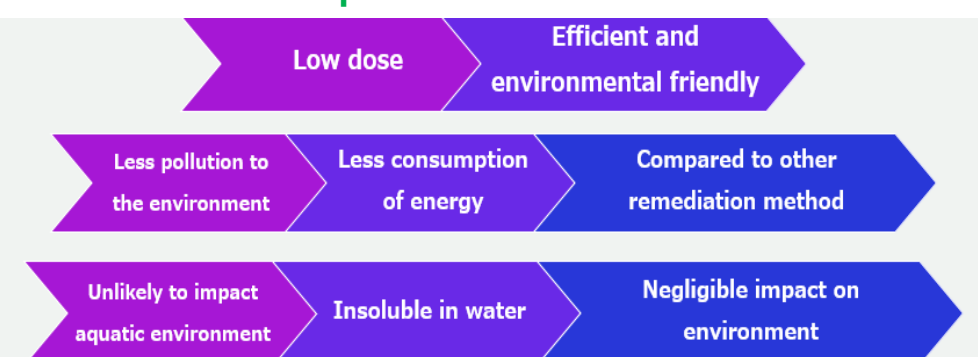 Low dose
Efficient and
environmental friendly
Less pollution to
the environment
Less consumption
of energy
Compared to other
remediation method
Unlikely to impact
aquatic environment
Insoluble in water
Negligible impact on
environment